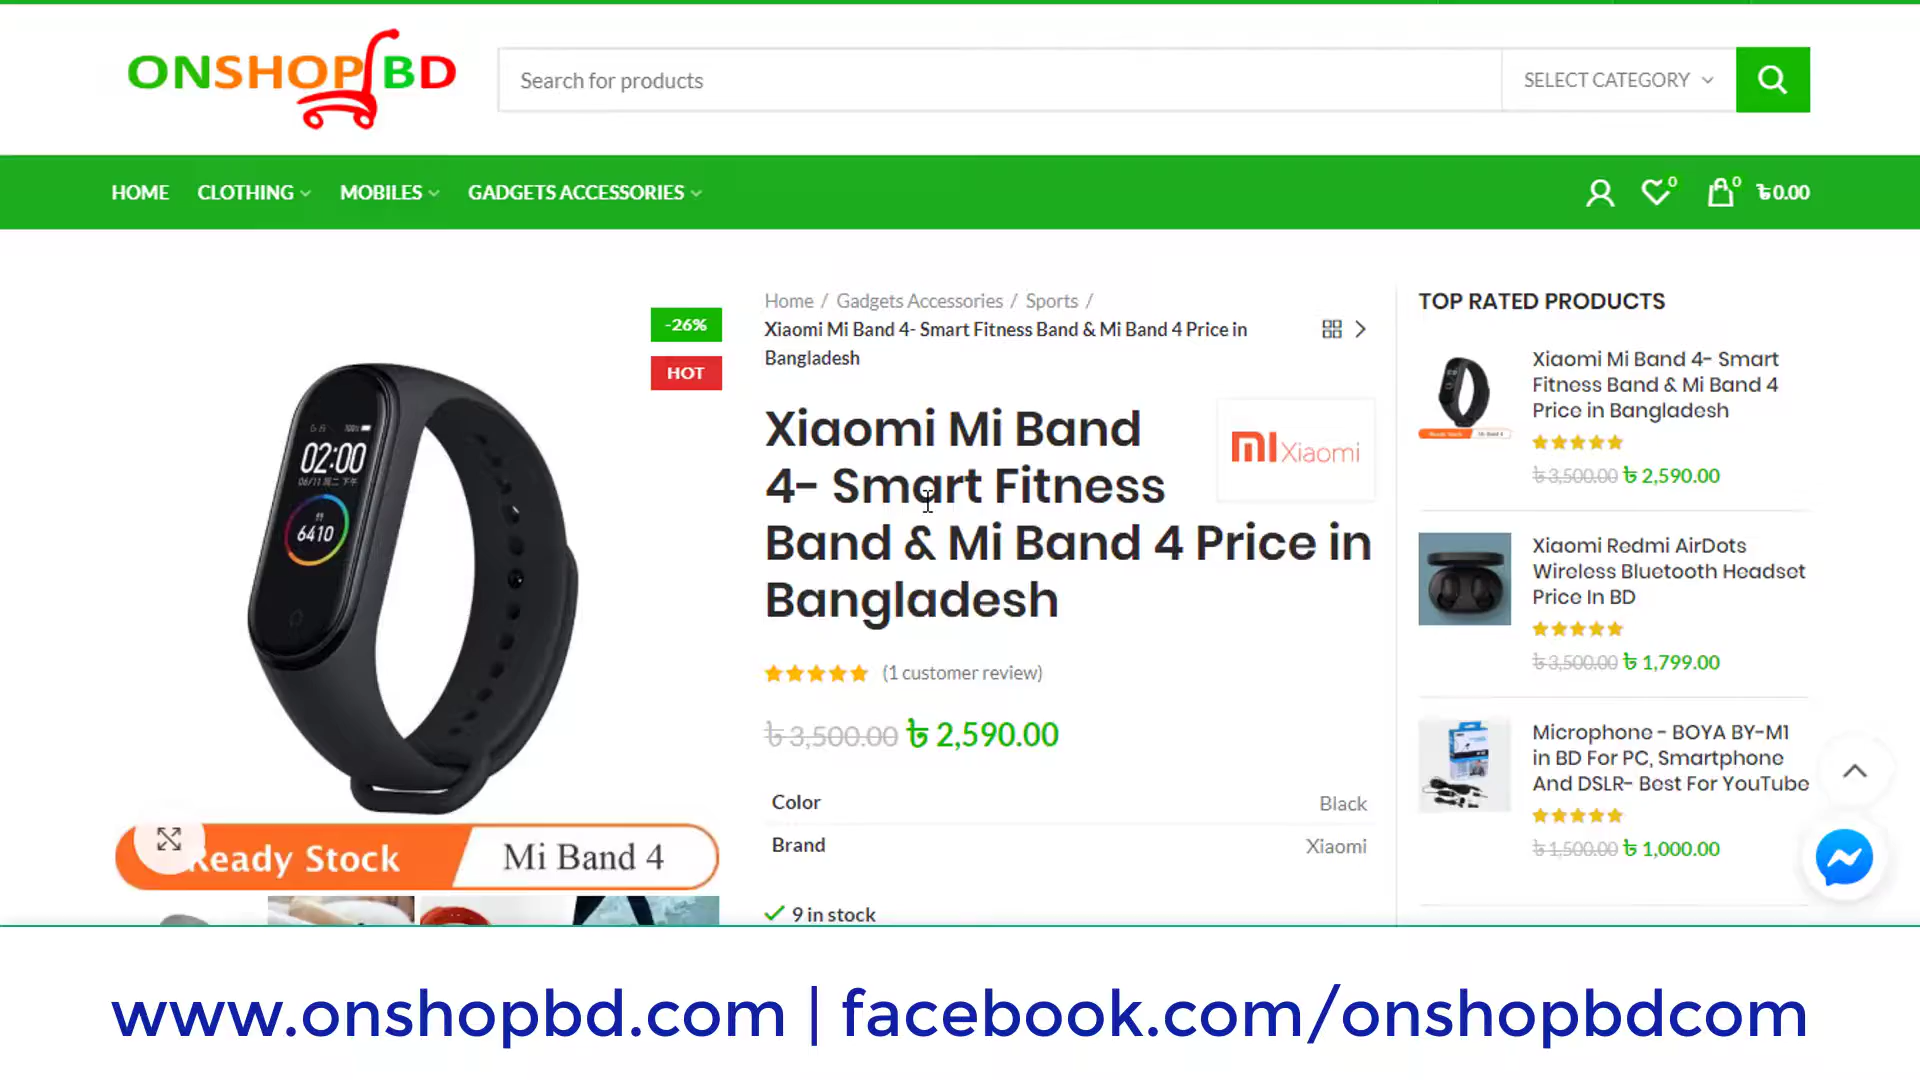 ONSHOPBD
Search for products
SELECT CATEGORY
HOME
CLOTHING
MOBILES
GADGETS ACCESSORIES
0
0
৳ 0.00
-26%
HOT
02:00
6410
Ready Stock
Mi Band 4
Home / Gadgets Accessories / Sports /
Xiaomi Mi Band 4- Smart Fitness Band & Mi Band 4 Price in
Bangladesh
Xiaomi Mi Band
4- Smart Fitness
Band & Mi Band 4 Price in
Bangladesh
mi Xiaomi
(1 customer review)
৳ 3,500.00 ৳ 2,590.00
Color Black
Brand Xiaomi
9 in stock
TOP RATED PRODUCTS
Xiaomi Mi Band 4- Smart
Fitness Band & Mi Band 4
Price in Bangladesh
৳ 3,500.00 ৳ 2,590.00
Xiaomi Redmi AirDots
Wireless Bluetooth Headset
Price In BD
৳ 3,500.00 ৳ 1,799.00
Microphone - BOYA BY-M1
in BD For PC, Smartphone
And DSLR- Best For YouTube
৳ 1,500.00 ৳ 1,000.00
www.onshopbd.com | facebook.com/onshopbdcom